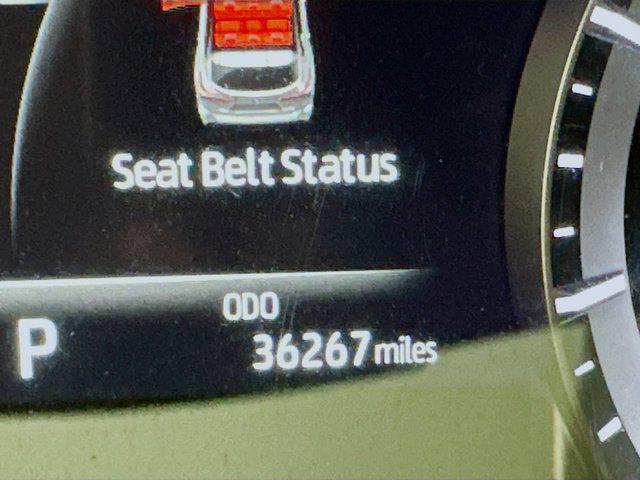 Seat Belt Status
ODO
P
36267 miles